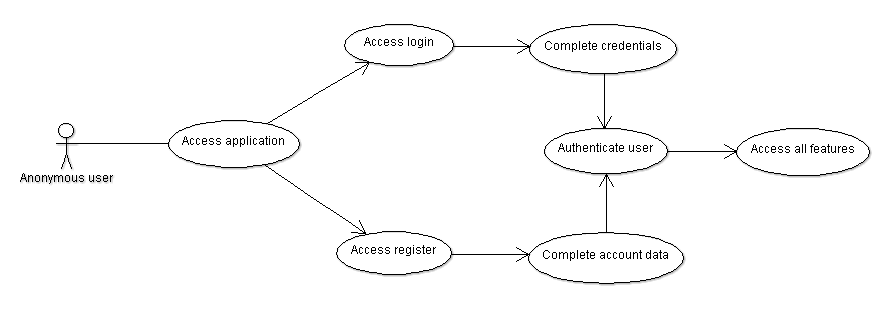 Access login
Complete credentials
Access application
Authenticate user
Access all features
Anonymous user
Access register
Complete account data